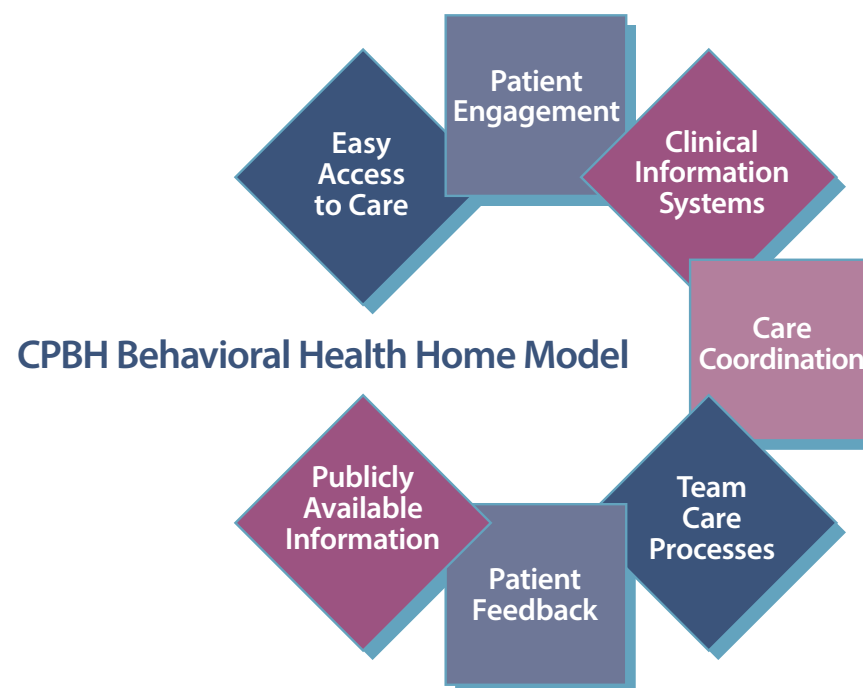 Patient
Engagement
Easy
Access
to Care
Clinical
Information
Systems
Care
Coordination
CPBH Behavioral Health Home Model
Team
Care
Processes
Patient
Feedback
Publicly
Available
Information